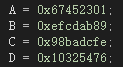 A = 0x67452301;
B = 0xefcdab89;
C = 0x98badcfe;
D = 0x10325476;